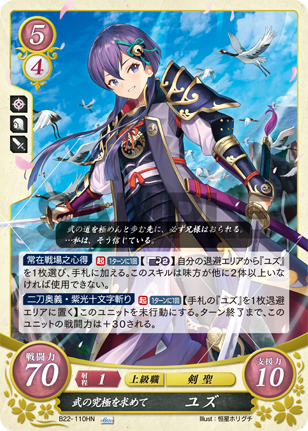 5
4
武の道を極めんと歩む先に、必ず兄様はおられる。
…私は、そう信じている。
常在戦場之心得 起 1ターンに1回 【2】自分の退避エリアから『ユズ』
を1枚選び、手札に加える。このスキルは味方が他に2体以上いな
ければ使用できない。
二刀奥義・紫光十文字斬り 起 1ターンに1回 【手札の『ユズ』を1枚退避
エリアに置く】このユニットを未行動にする。ターン終了まで、この
ユニットの戦闘力は+30される。
戦闘力
70
射程 1
上級職
剣聖
支援力
10
武の究極を求めて
ユズ
B22-110HN
Illust:恒星ホリグチ